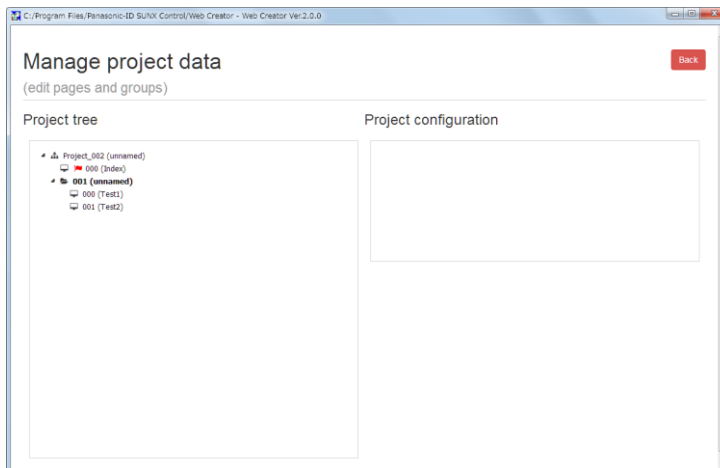 C:/Program Files/Panasonic-ID SUNX Control/Web Creator - Web Creator Ver.2.0.0
Manage project data
Back
(edit pages and groups)
Project tree
Project configuration
Project_002 (unnamed)
000 (Index)
001 (unnamed)
000 (Test1)
001 (Test2)